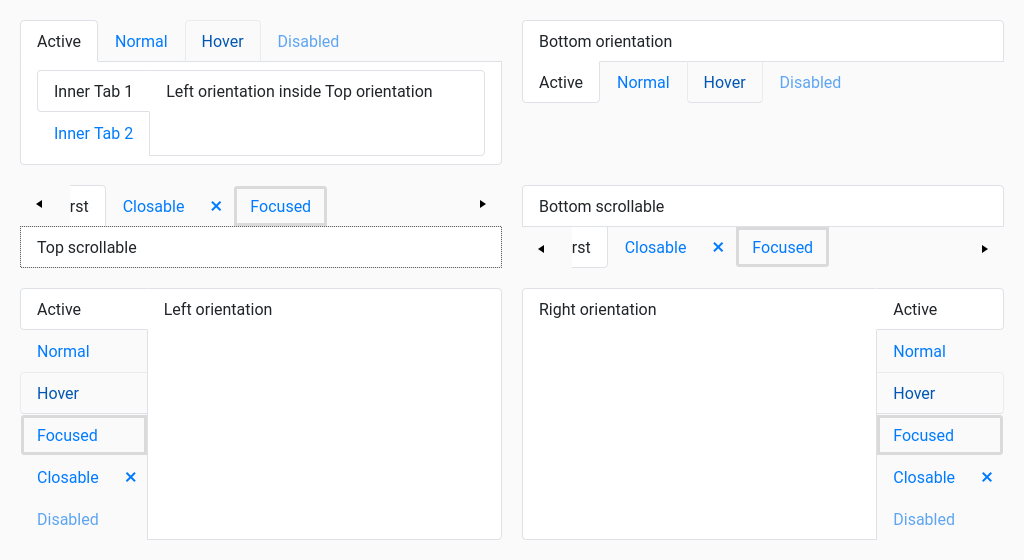 Active Normal Hover Disabled
Inner Tab 1 Left orientation inside Top orientation
Inner Tab 2
Bottom orientation
Active Normal Hover Disabled
rst Closable × Focused
Top scrollable
Bottom scrollable
rst Closable × Focused
Active Left orientation
Normal
Hover
Focused
Closable ×
Disabled
Right orientation Active
Normal
Hover
Focused
Closable ×
Disabled